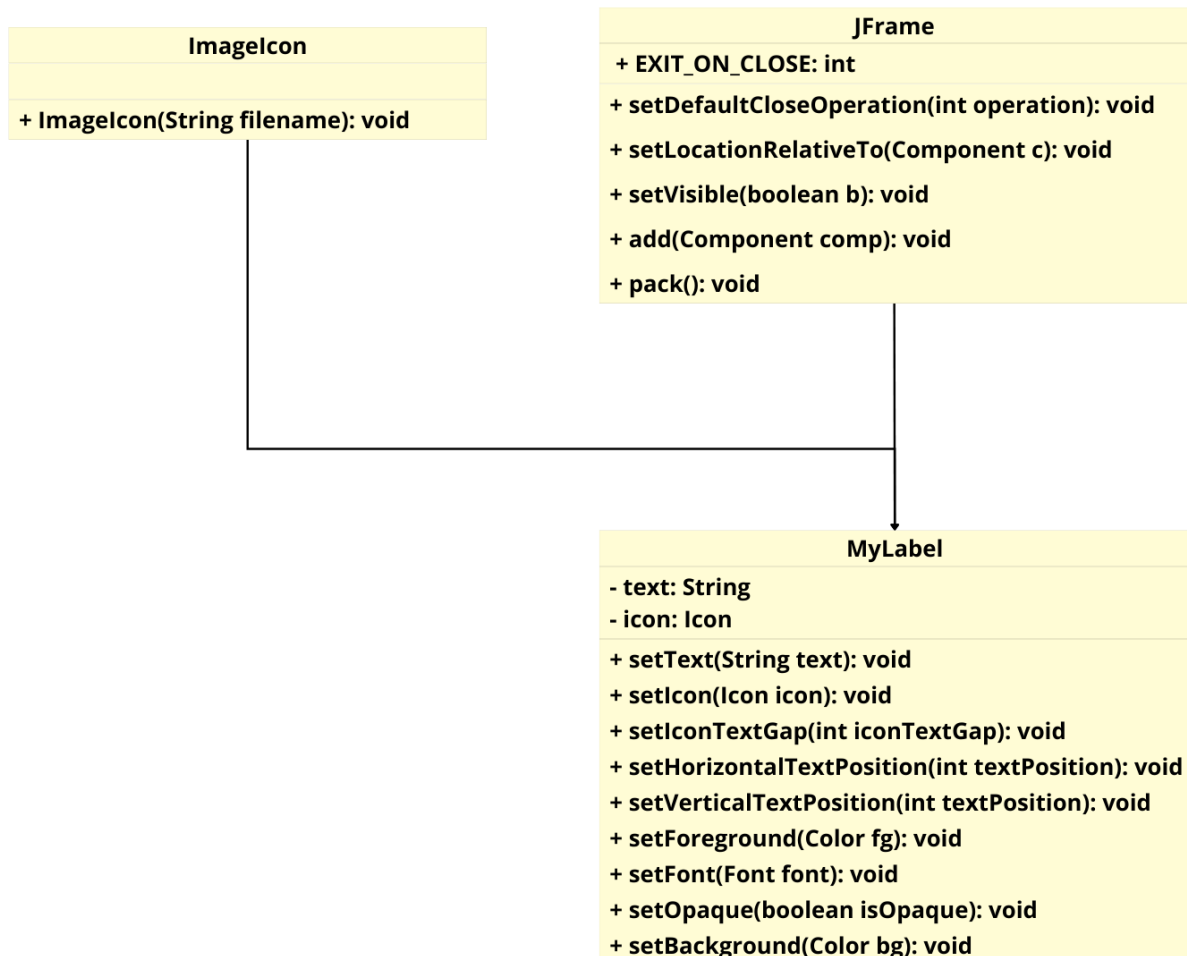 ImageIcon
+ ImageIcon(String filename): void
JFrame
+ EXIT_ON_CLOSE: int
+ setDefaultCloseOperation(int operation): void
+ setLocationRelativeTo(Component c): void
+ setVisible(boolean b): void
+ add(Component comp): void
+ pack(): void
MyLabel
- text: String
- icon: Icon
+ setText(String text): void
+ setIcon(Icon icon): void
+ setIconTextGap(int iconTextGap): void
+ setHorizontalTextPosition(int textPosition): void
+ setVerticalTextPosition(int textPosition): void
+ setForeground(Color fg): void
+ setFont(Font font): void
+ setOpaque(boolean isOpaque): void
+ setBackground(Color bg): void